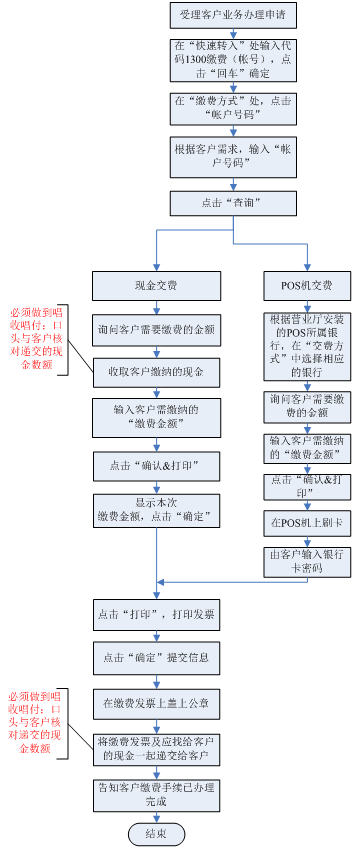 受理客户业务办理申请
在“快速转入”处输入代
码1300缴费（帐号），点
击“回车”确定
在“缴费方式”处，点击
“帐户号码”
根据客户需求，输入“帐
户号码”
点击“查询”
现金交费
询问客户需要缴费的金额
收取客户缴纳的现金
必须做到唱
收唱付；口
头与客户核
对递交的现
金数额
输入客户需缴纳的
“缴费金额”
点击“确认&打印”
显示本次
缴费金额，点击“确定”
POS机交费
根据营业厅安装
的POS所属银
行，在“交费方
式”中选择相应
的银行
询问客户需要缴
费的金额
输入客户需缴纳
的“缴费金额”
点击“确认&打
印”
在POS机上刷卡
由客户输入银行
卡密码
点击“打印”，打印发票
点击“确定”提交信息
在缴费发票上盖上公章
必须做到唱
收唱付；口
头与客户核
对递交的现
金数额
将缴费发票及应找给客户
的现金一起递交给客户
告知客户缴费手续已办理
完成
结束